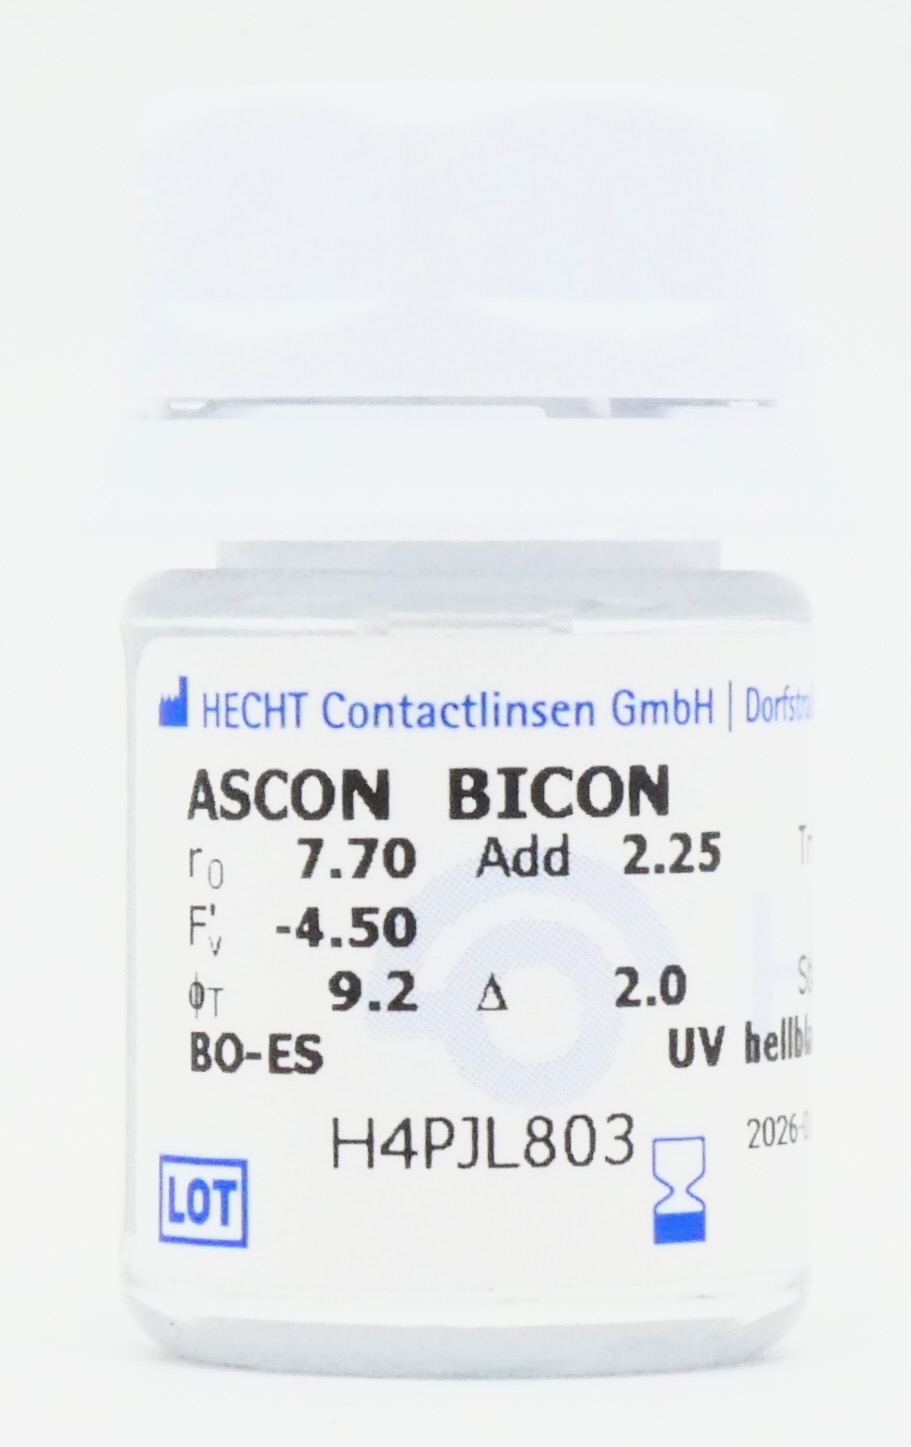 HECHT Contactlinsen GmbH |
ASCON BICON
r0 7.70 Add 2.25
F'v -4.50
ϕT 9.2 Δ 2.0
BO-ES UV
H4PJL803
LOT